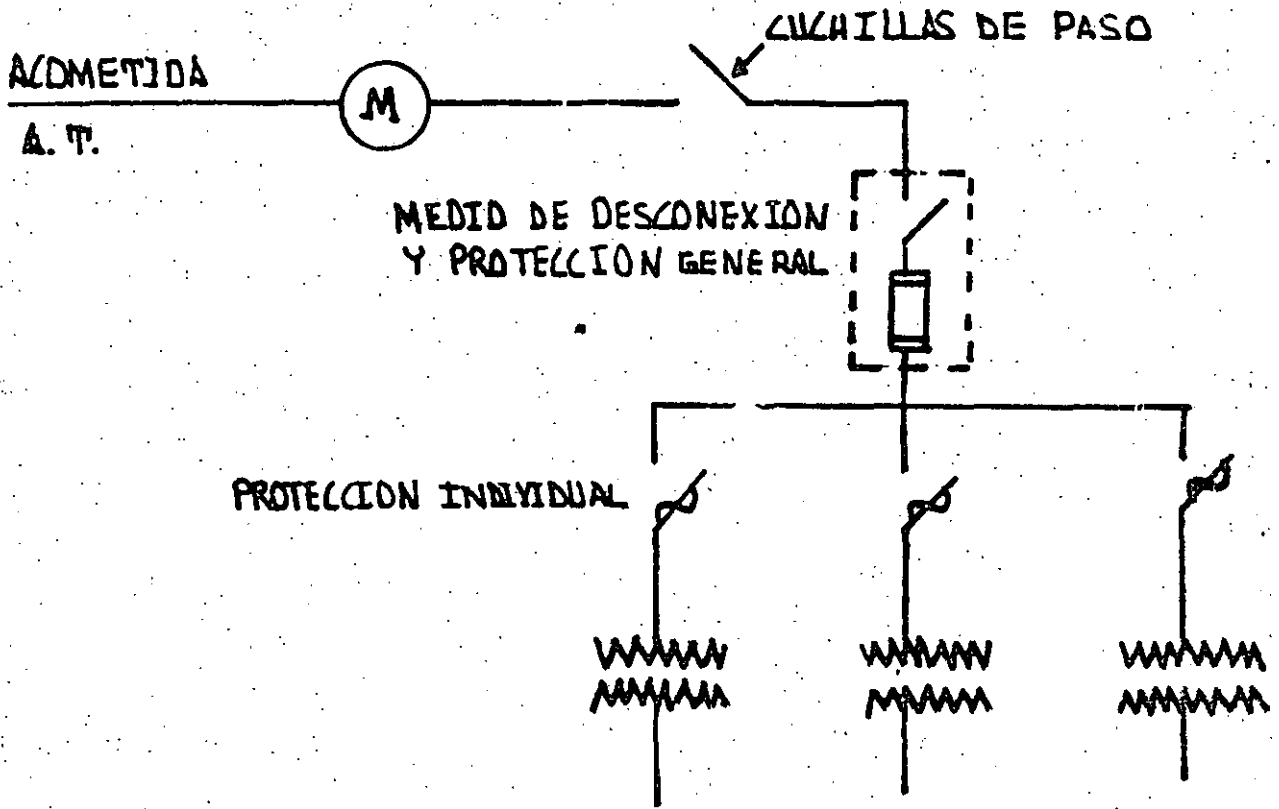 CUCHILLAS DE PASO
ACOMETIDA
A. T.
M
MEDIO DE DESCONEXION
Y PROTECCION GENERAL
PROTECCION INDIVIDUAL